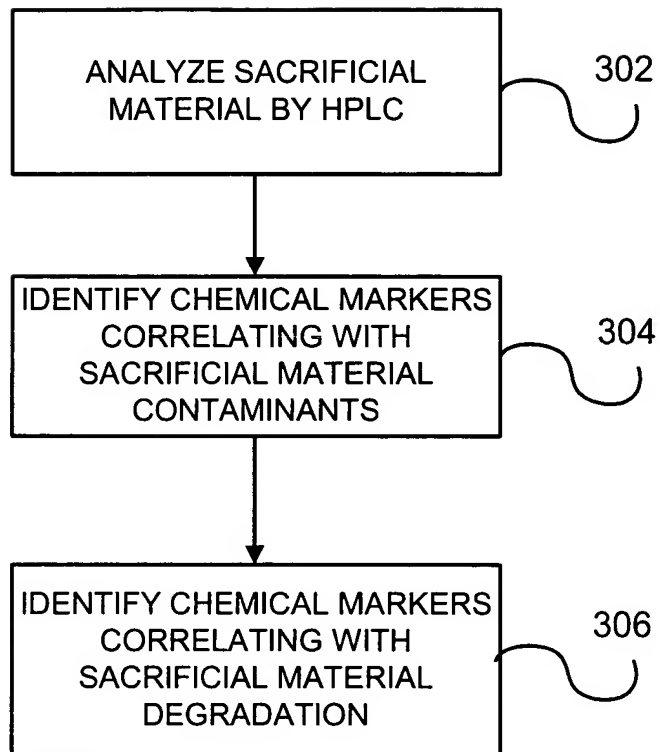 ANALYZE SACRIFICIAL
MATERIAL BY HPLC
302
IDENTIFY CHEMICAL MARKERS
CORRELATING WITH
SACRIFICIAL MATERIAL
CONTAMINANTS
304
IDENTIFY CHEMICAL MARKERS
CORRELATING WITH
SACRIFICIAL MATERIAL
DEGRADATION
306